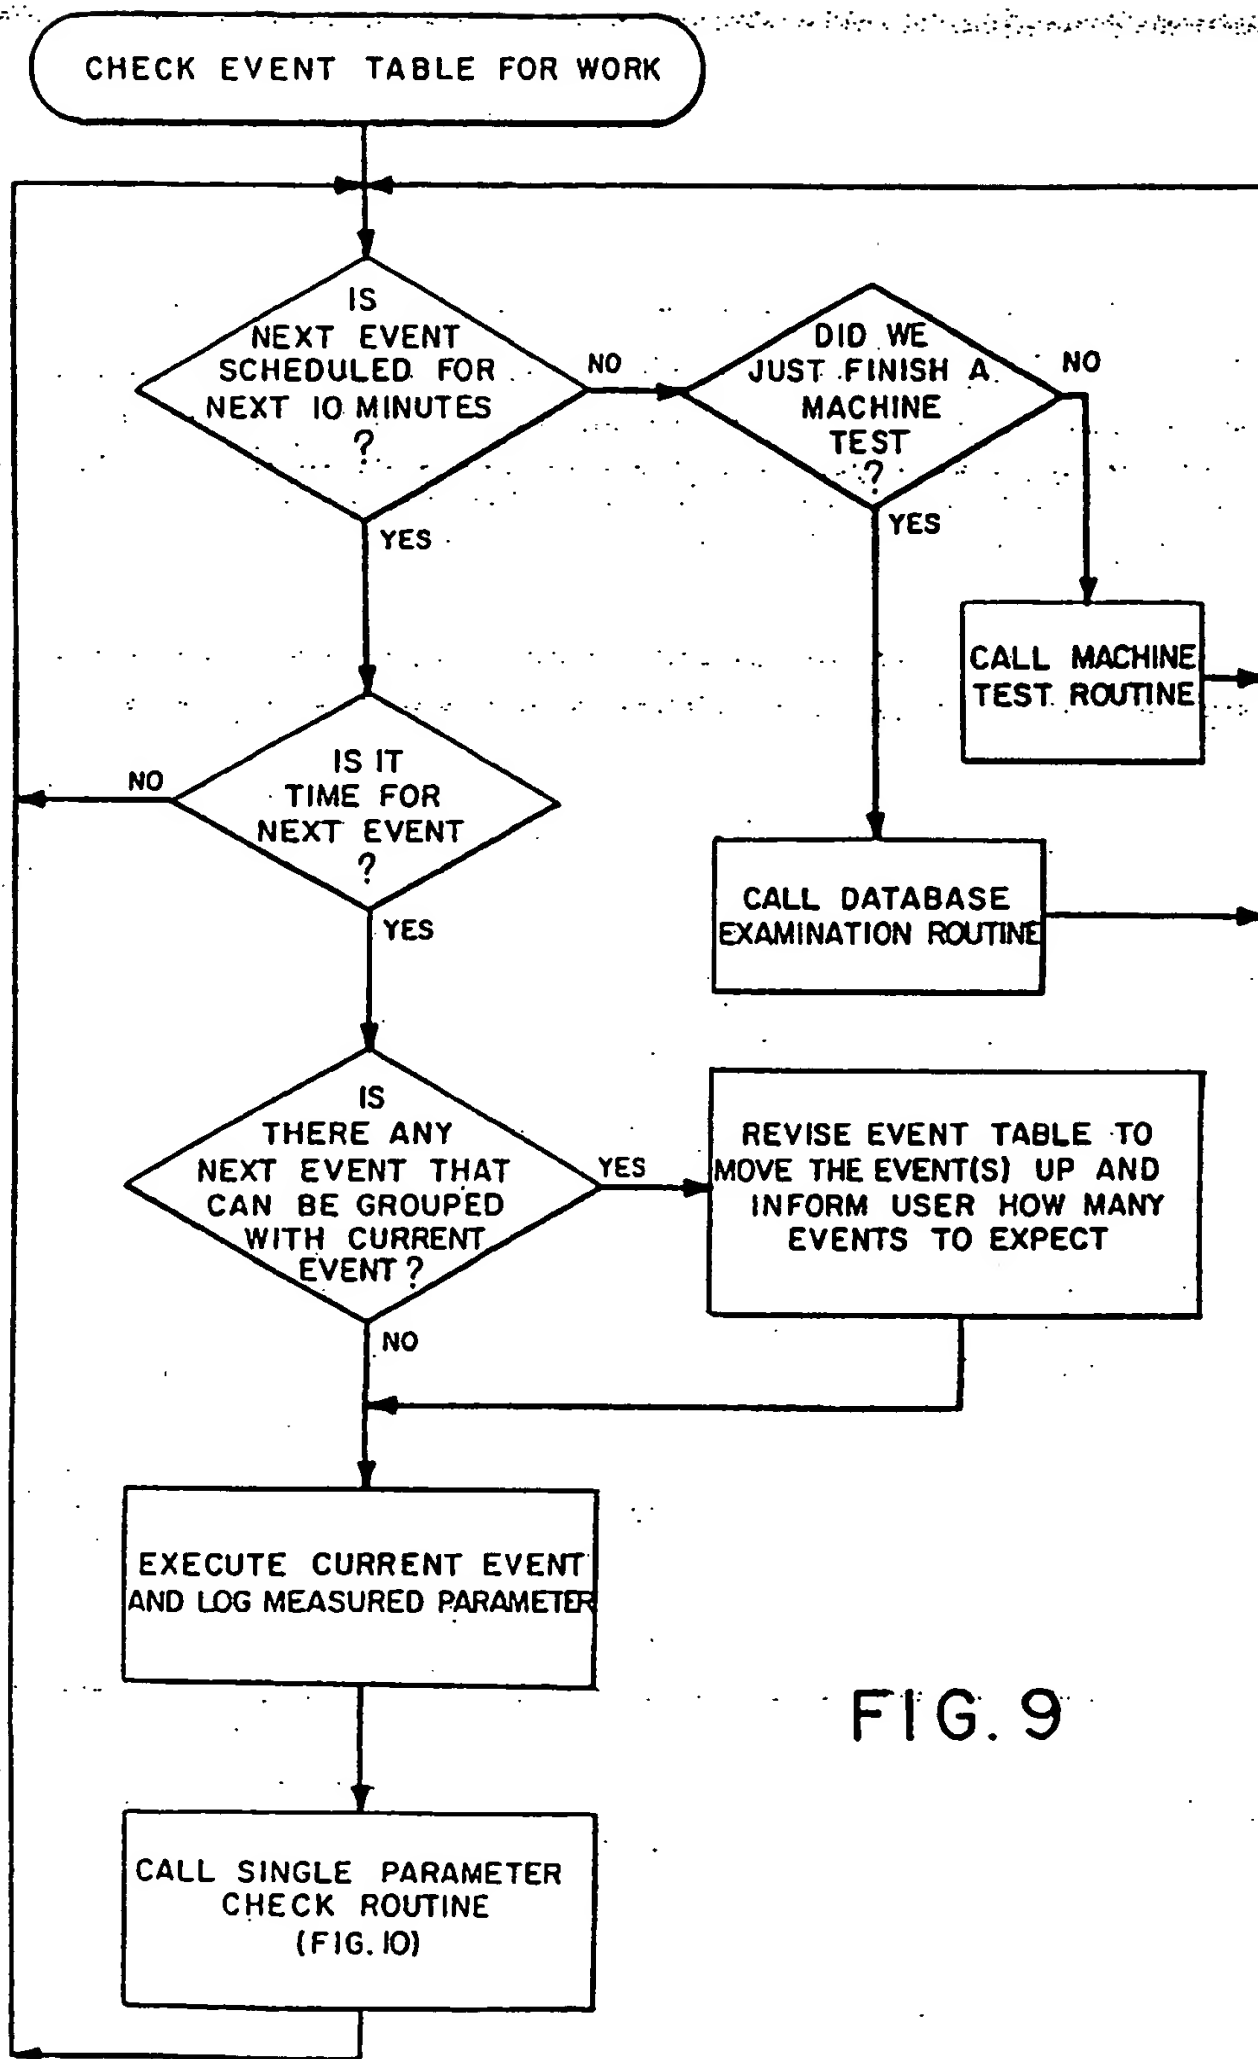 CHECK EVENT TABLE FOR WORK
IS
NEXT EVENT
SCHEDULED FOR
NEXT 10 MINUTES
?
NO
YES
DID WE
JUST FINISH A
MACHINE
TEST
?
NO
YES
CALL MACHINE
TEST ROUTINE
IS IT
TIME FOR
NEXT EVENT
?
NO
YES
CALL DATABASE
EXAMINATION ROUTINE
IS
THERE ANY
NEXT EVENT THAT
CAN BE GROUPED
WITH CURRENT
EVENT?
YES
NO
REVISE EVENT TABLE TO
MOVE THE EVENT(S) UP AND
INFORM USER HOW MANY
EVENTS TO EXPECT
EXECUTE CURRENT EVENT
AND LOG MEASURED PARAMETER
CALL SINGLE PARAMETER
CHECK ROUTINE
(FIG. 10)
FIG. 9